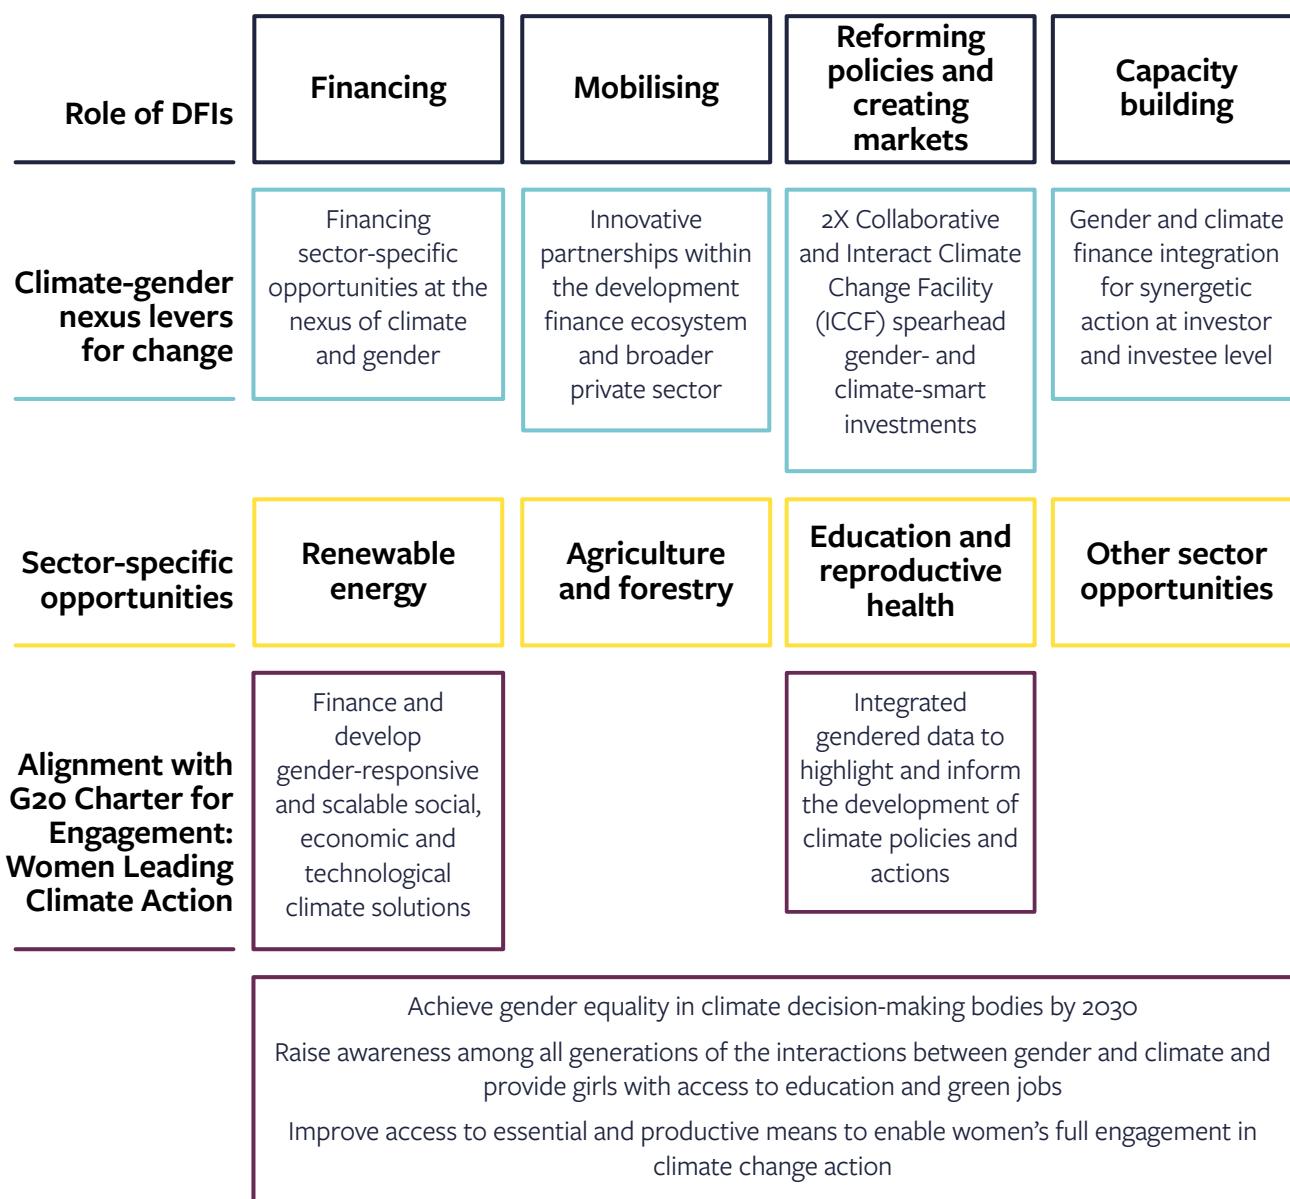 Role of DFIs
Financing
Mobilising
Reforming
policies and
creating
markets
Capacity
building
Climate-gender
nexus levers
for change
Financing
sector-specific
opportunities at the
nexus of climate
and gender
Innovative
partnerships within
the development
finance ecosystem
and broader
private sector
2X Collaborative
and Interact Climate
Change Facility
(ICCF) spearhead
gender- and
climate-smart
investments
Gender and climate
finance integration
for synergetic
action at investor
and investee level
Sector-specific
opportunities
Renewable
energy
Agriculture
and forestry
Education and
reproductive
health
Other sector
opportunities
Alignment with
G20 Charter for
Engagement:
Women Leading
Climate Action
Finance and
develop
gender-responsive
and scalable social,
economic and
technological
climate solutions
Integrated
gendered data to
highlight and inform
the development of
climate policies and
actions
Achieve gender equality in climate decision-making bodies by 2030
Raise awareness among all generations of the interactions between gender and climate and
provide girls with access to education and green jobs
Improve access to essential and productive means to enable women's full engagement in
climate change action